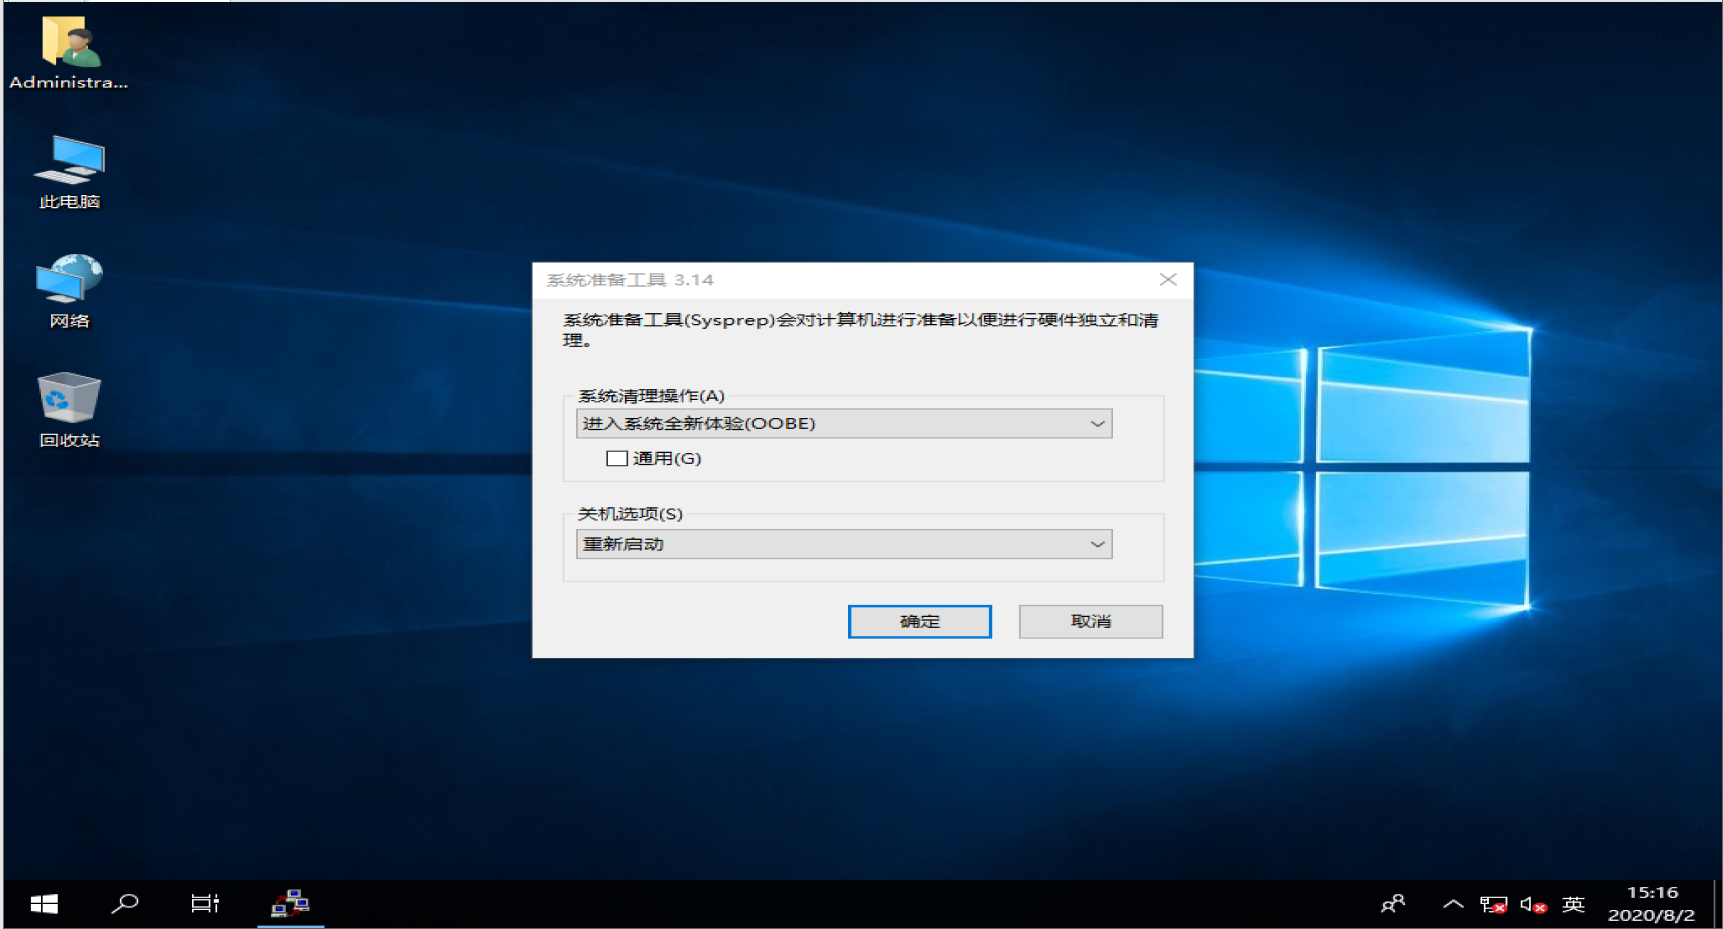 Administra...
此电脑
网络
回收站
系统准备工具 3.14
系统准备工具(Sysprep)会对计算机进行准备以便进行硬件独立和清
理。
系统清理操作(A)
进入系统全新体验(OOBE)
通用(G)
关机选项(S)
重新启动
确定
取消
英
15:16
2020/8/2